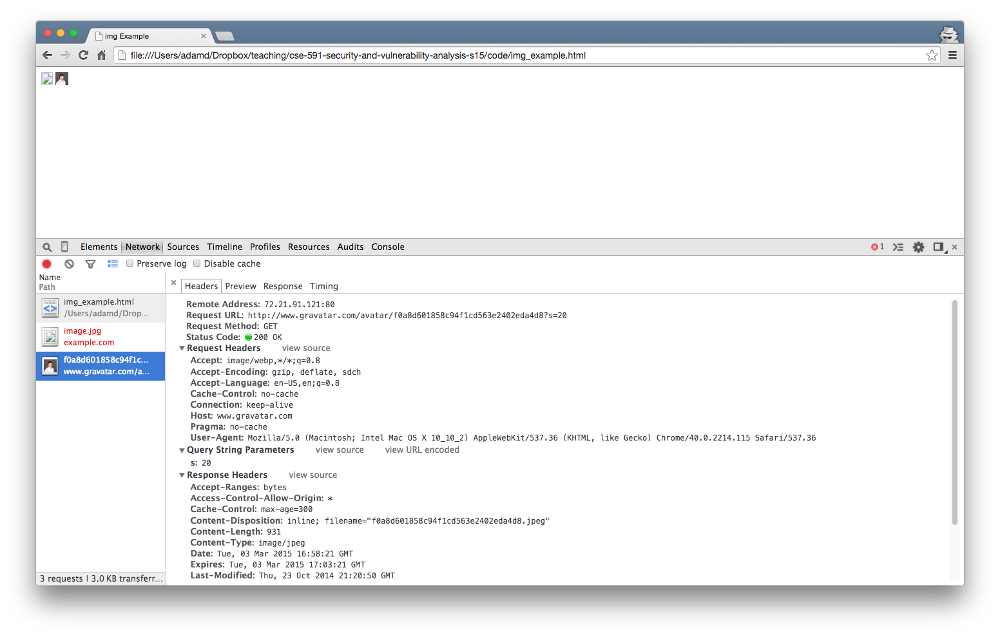 img Example
file:///Users/adamd/Dropbox/teaching/cse-591-security-and-vulnerability-analysis-s15/code/img_example.html
Elements Network Sources Timeline Profiles Resources Audits Console 1
Preserve log Disable cache
Name
Path
Headers Preview Response Timing
img_example.html
/Users/adamd/Drop...
image.jpg
example.com
f0a8d601858c94f1c...
www.gravatar.com/a...
Remote Address: 72.21.91.121:80
Request URL: http://www.gravatar.com/avatar/f0a8d601858c94f1cd563e2402eda4d8?s=20
Request Method: GET
Status Code: 200 OK
Request Headers view source
Accept: image/webp,*/*;q=0.8
Accept-Encoding: gzip, deflate, sdch
Accept-Language: en-US,en;q=0.8
Cache-Control: no-cache
Connection: keep-alive
Host: www.gravatar.com
Pragma: no-cache
User-Agent: Mozilla/5.0 (Macintosh; Intel Mac OS X 10_10_2) AppleWebKit/537.36 (KHTML, like Gecko) Chrome/40.0.2214.115 Safari/537.36
Query String Parameters view source view URL encoded
s: 20
Response Headers view source
Accept-Ranges: bytes
Access-Control-Allow-Origin: *
Cache-Control: max-age=300
Content-Disposition: inline; filename="f0a8d601858c94f1cd563e2402eda4d8.jpeg"
Content-Length: 931
Content-Type: image/jpeg
Date: Tue, 03 Mar 2015 16:58:21 GMT
Expires: Tue, 03 Mar 2015 17:03:21 GMT
Last-Modified: Thu, 23 Oct 2014 21:20:50 GMT
3 requests | 3.0 KB transferr...